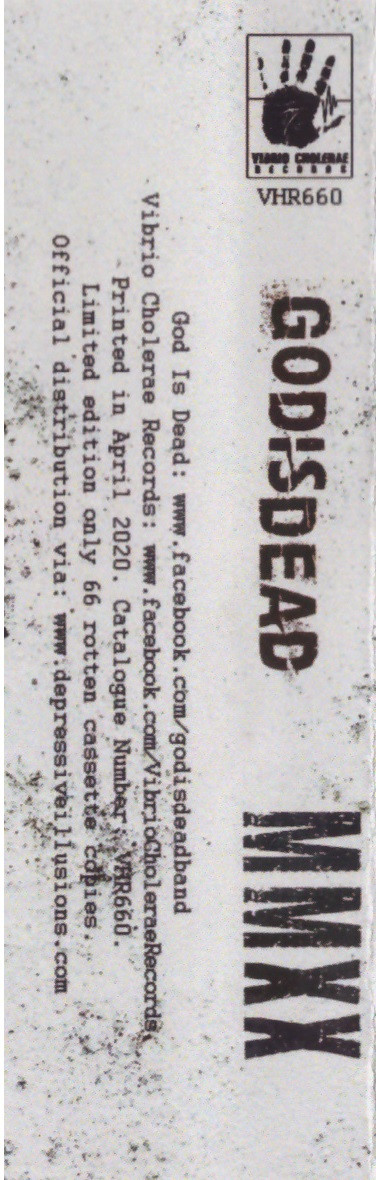 VIBRIO CHOLERAE
RECORDS
VHR660
GODISDEAD
MMXX
God Is Dead: www.facebook.com/godisdeadband
Vibrio Cholerae Records: www.facebook.com/VibrioCholeraeRecords
Printed in April 2020. Catalogue Number: VHR660.
Limited edition only 66 rotten cassette copies.
Official distribution via: www.depressiveillusions.com